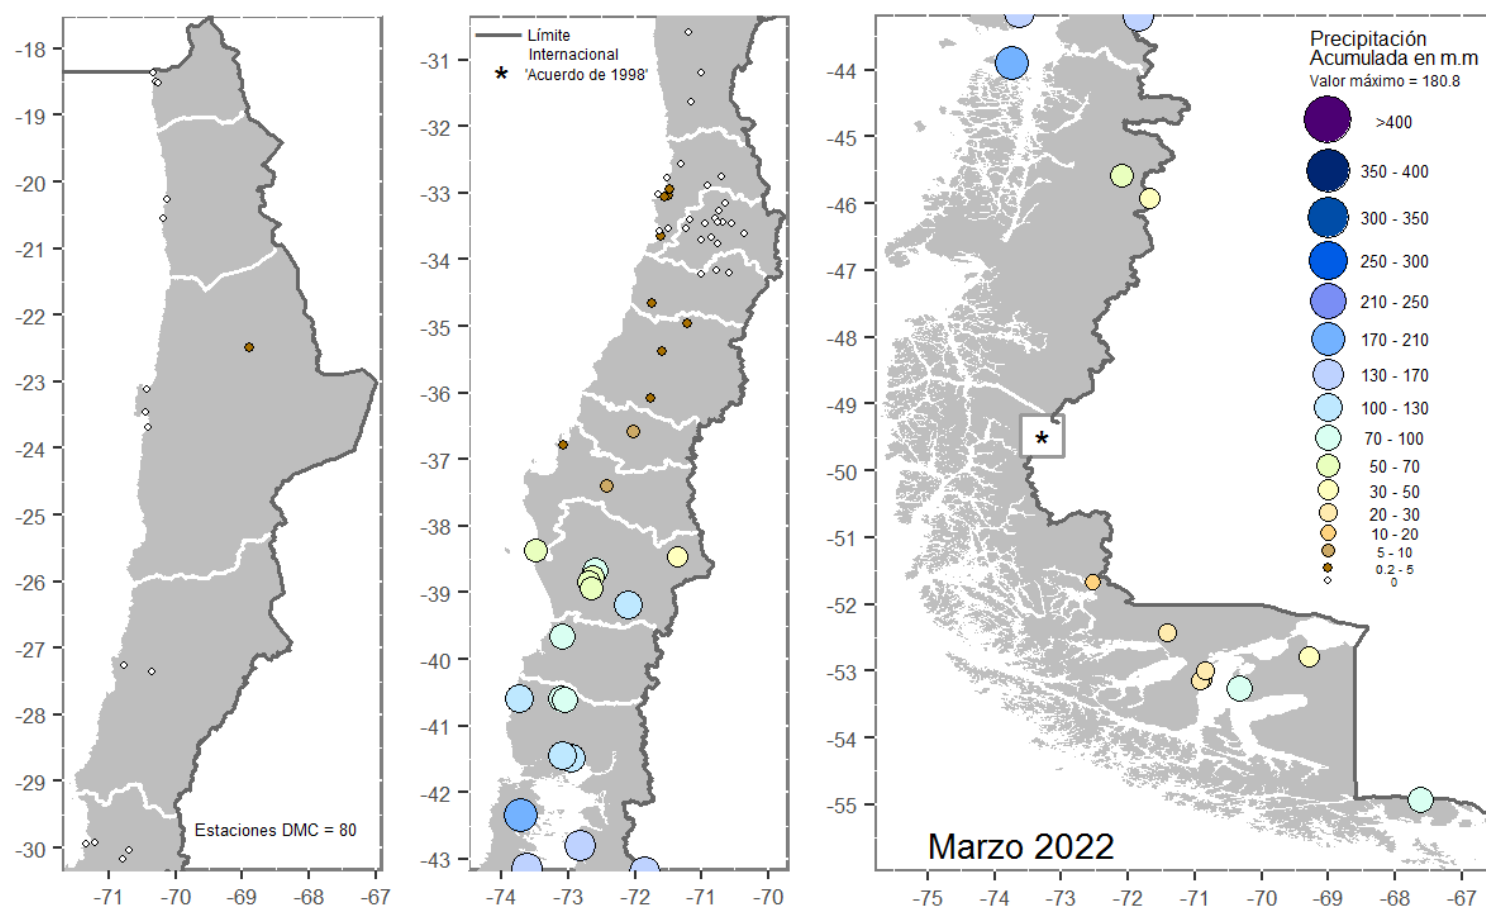 -18
-19
-20
-21
-22
-23
-24
-25
-26
-27
-28
-29
-30
Estaciones DMC = 80
-71
-70
-69
-68
-67
Límite
Internacional
* 'Acuerdo de 1998'
-31
-32
-33
-34
-35
-36
-37
-38
-39
-40
-41
-42
-43
-74
-73
-72
-71
-70
-44
-45
-46
-47
-48
-49
-50
-51
-52
-53
-54
-55
*
Marzo 2022
-75
-74
-73
-72
-71
-70
-69
-68
-67
Precipitación
Acumulada en m.m
Valor máximo = 180.8
>400
350 - 400
300 - 350
250 - 300
210 - 250
170 - 210
130 - 170
100 - 130
70 - 100
50 - 70
30 - 50
20 - 30
10 - 20
5 - 10
0.2 - 5
0